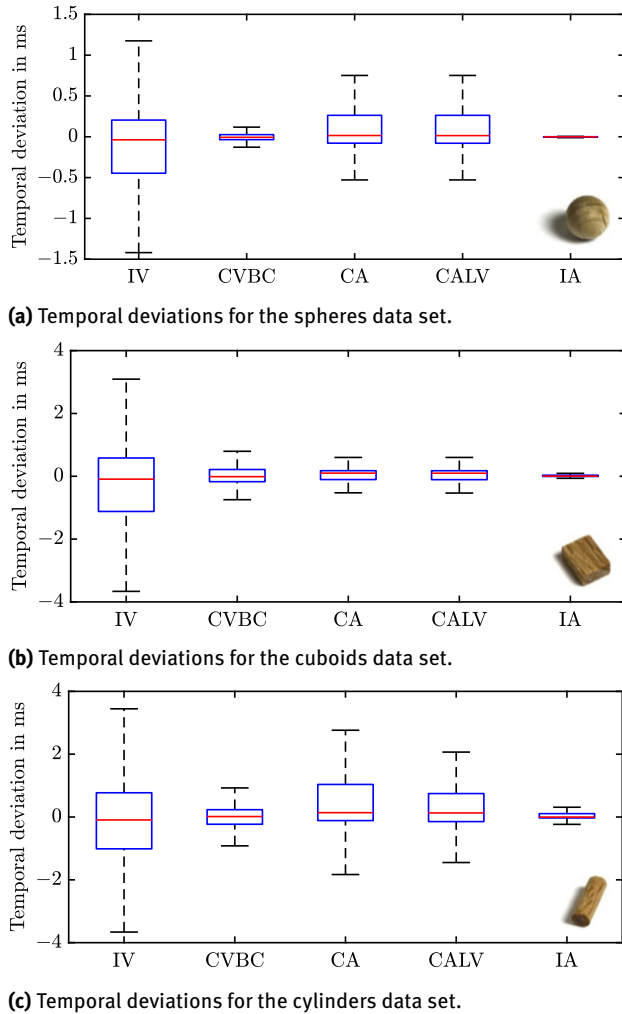 Temporal deviation in ms
1.5
1
0.5
0
−0.5
−1
−1.5
IV CVBC CA CALV IA
(a) Temporal deviations for the spheres data set.
Temporal deviation in ms
4
2
0
−2
−4
IV CVBC CA CALV IA
(b) Temporal deviations for the cuboids data set.
Temporal deviation in ms
4
2
0
−2
−4
IV CVBC CA CALV IA
(c) Temporal deviations for the cylinders data set.